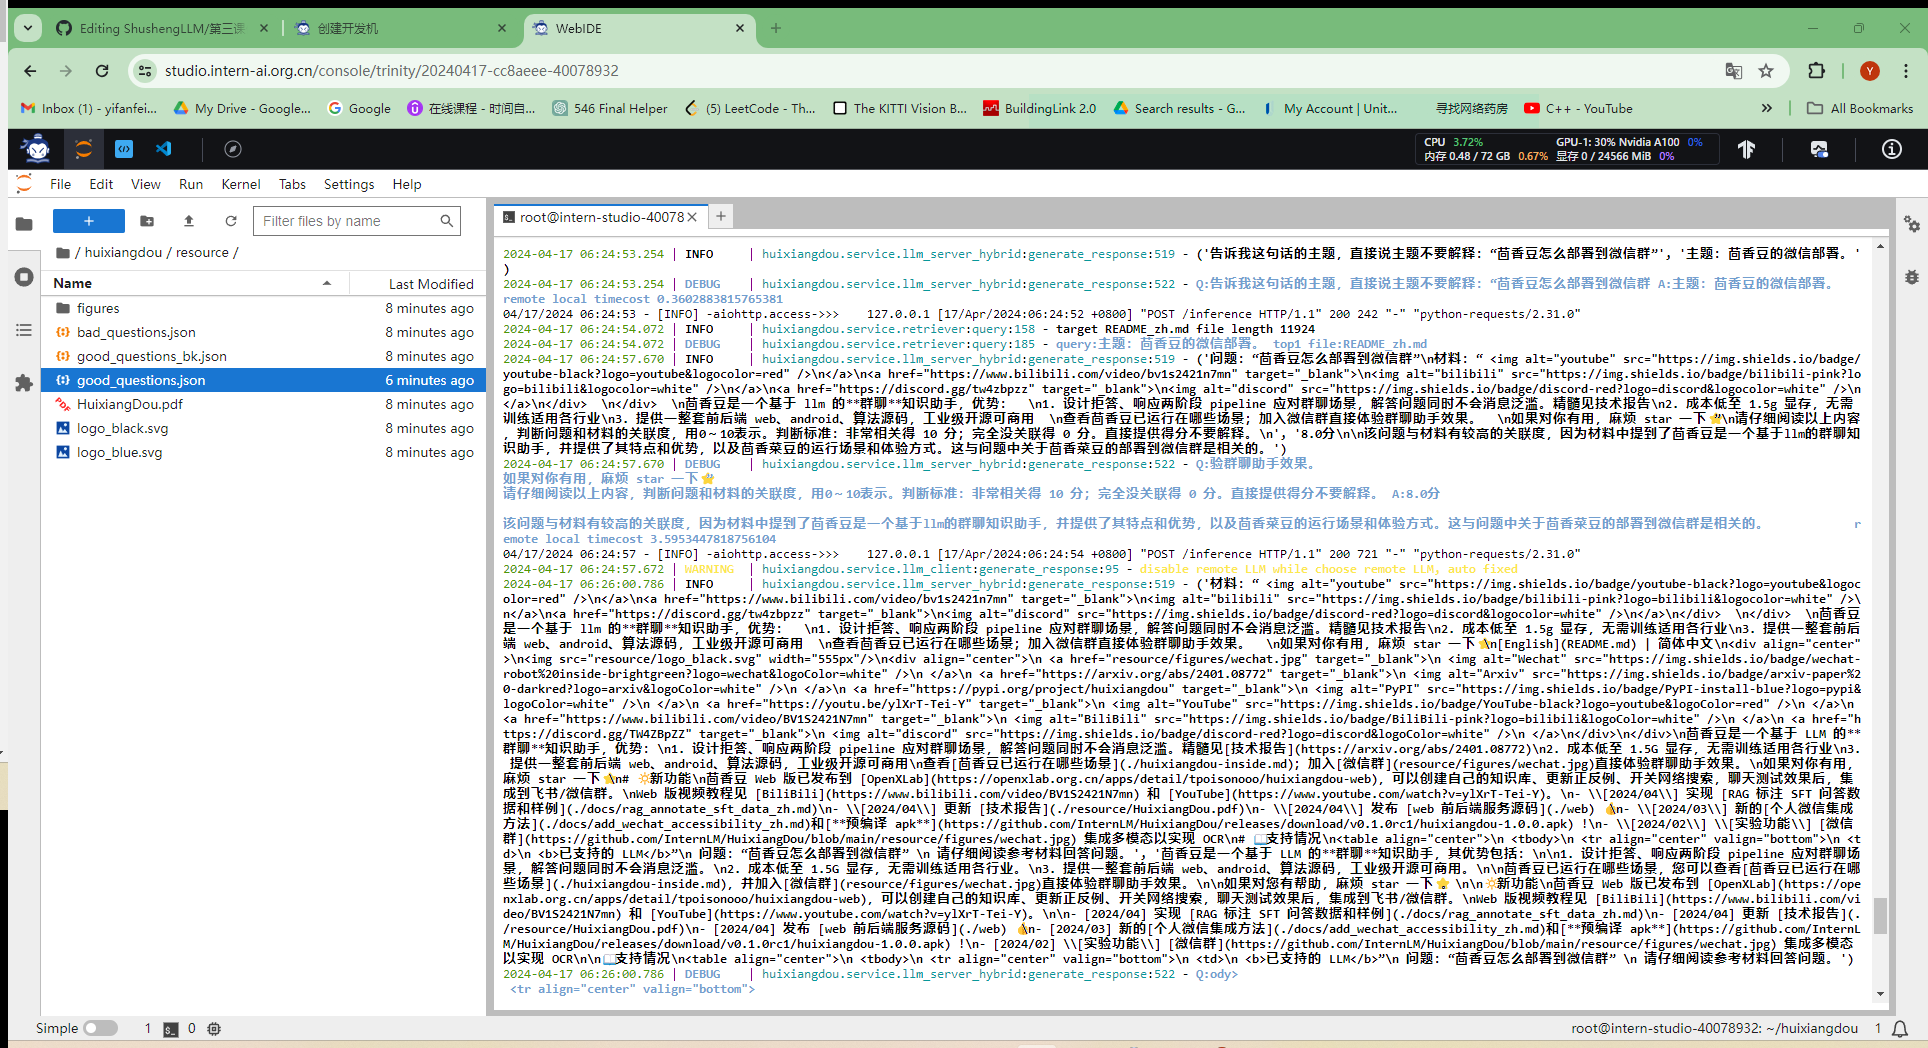 Editing ShushengLLM/第三课
创建开发机
WebIDE
studio.intern-ai.org.cn/console/trinity/20240417-cc8aeee-40078932
Y
Inbox (1) - yifanfei...
My Drive - Google...
Google
在线课程 - 时间自...
546 Final Helper
(5) LeetCode - Th...
The KITTI Vision B...
BuildingLink 2.0
Search results - G...
My Account | Unit...
寻找网络药房
C++ - YouTube
All Bookmarks
CPU 3.72% GPU-1: 30% Nvidia A100 0%
内存 0.48 / 72 GB 0.67% 显存 0 / 24566 MiB 0%
File Edit View Run Kernel Tabs Settings Help
Filter files by name
/ huixiangdou / resource /
Name Last Modified
figures 8 minutes ago
bad_questions.json 8 minutes ago
good_questions_bk.json 8 minutes ago
good_questions.json 6 minutes ago
HuixiangDou.pdf 8 minutes ago
logo_black.svg 8 minutes ago
logo_blue.svg 8 minutes ago
root@intern-studio-40078
2024-04-17 06:24:53.254 | INFO | huixiangdou.service.llm_server_hybrid:generate_response:519 - ('告诉我这句话的主题，直接说主题不要解释：“茴香豆怎么部署到微信群”', '主题：茴香豆的微信部署。'
)
2024-04-17 06:24:53.254 | DEBUG | huixiangdou.service.llm_server_hybrid:generate_response:522 - Q:告诉我这句话的主题，直接说主题不要解释：“茴香豆怎么部署到微信群 A:主题：茴香豆的微信部署。
remote local timecost 0.3602883815765381
04/17/2024 06:24:53 - [INFO] -aiohttp.access->>> 127.0.0.1 [17/Apr/2024:06:24:52 +0800] "POST /inference HTTP/1.1" 200 242 "-" "python-requests/2.31.0"
2024-04-17 06:24:54.072 | INFO | huixiangdou.service.retriever:query:158 - target README_zh.md file length 11924
2024-04-17 06:24:54.072 | DEBUG | huixiangdou.service.retriever:query:185 - query:主题：茴香豆的微信部署。 top1 file:README_zh.md
2024-04-17 06:24:57.670 | INFO | huixiangdou.service.llm_server_hybrid:generate_response:519 - ('问题：“茴香豆怎么部署到微信群”\n材料：“ <img alt="youtube" src="https://img.shields.io/badge/
youtube-black?logo=youtube&logocolor=red" />\n</a>\n<a href="https://www.bilibili.com/video/bv1s2421n7mn" target="_blank">\n<img alt="bilibili" src="https://img.shields.io/badge/bilibili-pink?lo
go=bilibili&logocolor=white" />\n</a>\n<a href="https://discord.gg/tw4zbpzz" target="_blank">\n<img alt="discord" src="https://img.shields.io/badge/discord-red?logo=discord&logocolor=white" />\n
</a>\n</div> \n</div> \n茴香豆是一个基于 llm 的**群聊**知识助手，优势： \n1. 设计拒答、响应两阶段 pipeline 应对群聊场景，解答问题同时不会消息泛滥。精髓见技术报告\n2. 成本低至 1.5g 显存，无需
训练适用各行业\n3. 提供一整套前后端 web、android、算法源码，工业级开源可商用 \n查看茴香豆已运行在哪些场景；加入微信群直接体验群聊助手效果。 \n如果对你有用，麻烦 star 一下⭐\n请仔细阅读以上内容
，判断问题和材料的关联度，用0～10表示。判断标准：非常相关得 10 分；完全没关联得 0 分。直接提供得分不要解释。\n', '8.0分\n\n该问题与材料有较高的关联度，因为材料中提到了茴香豆是一个基于llm的群聊知
识助手，并提供了其特点和优势，以及茴香菜豆的运行场景和体验方式。这与问题中关于茴香菜豆的部署到微信群是相关的。')
2024-04-17 06:24:57.670 | DEBUG | huixiangdou.service.llm_server_hybrid:generate_response:522 - Q:验群聊助手效果。
如果对你有用，麻烦 star 一下⭐
请仔细阅读以上内容，判断问题和材料的关联度，用0～10表示。判断标准：非常相关得 10 分；完全没关联得 0 分。直接提供得分不要解释。 A:8.0分
该问题与材料有较高的关联度，因为材料中提到了茴香豆是一个基于llm的群聊知识助手，并提供了其特点和优势，以及茴香菜豆的运行场景和体验方式。这与问题中关于茴香菜豆的部署到微信群是相关的。 r
emote local timecost 3.5953447818756104
04/17/2024 06:24:57 - [INFO] -aiohttp.access->>> 127.0.0.1 [17/Apr/2024:06:24:54 +0800] "POST /inference HTTP/1.1" 200 721 "-" "python-requests/2.31.0"
2024-04-17 06:24:57.672 | WARNING | huixiangdou.service.llm_client:generate_response:95 - disable remote LLM while choose remote LLM, auto fixed
2024-04-17 06:26:00.786 | INFO | huixiangdou.service.llm_server_hybrid:generate_response:519 - ('材料：“ <img alt="youtube" src="https://img.shields.io/badge/youtube-black?logo=youtube&logoc
olor=red" />\n</a>\n<a href="https://www.bilibili.com/video/bv1s2421n7mn" target="_blank">\n<img alt="bilibili" src="https://img.shields.io/badge/bilibili-pink?logo=bilibili&logocolor=white" />\
n</a>\n<a href="https://discord.gg/tw4zbpzz" target="_blank">\n<img alt="discord" src="https://img.shields.io/badge/discord-red?logo=discord&logocolor=white" />\n</a>\n</div> \n</div> \n茴香豆
是一个基于 llm 的**群聊**知识助手，优势： \n1. 设计拒答、响应两阶段 pipeline 应对群聊场景，解答问题同时不会消息泛滥。精髓见技术报告\n2. 成本低至 1.5g 显存，无需训练适用各行业\n3. 提供一整套前后
端 web、android、算法源码，工业级开源可商用 \n查看茴香豆已运行在哪些场景；加入微信群直接体验群聊助手效果。 \n如果对你有用，麻烦 star 一下⭐\n[English](README.md) | 简体中文\n<div align="center"
>\n<img src="resource/logo_black.svg" width="555px"/>\n<div align="center">\n <a href="resource/figures/wechat.jpg" target="_blank">\n <img alt="Wechat" src="https://img.shields.io/badge/wechat-
robot%20inside-brightgreen?logo=wechat&logoColor=white" />\n </a>\n <a href="https://arxiv.org/abs/2401.08772" target="_blank">\n <img alt="Arxiv" src="https://img.shields.io/badge/arxiv-paper%2
0-darkred?logo=arxiv&logoColor=white" />\n </a>\n <a href="https://pypi.org/project/huixiangdou" target="_blank">\n <img alt="PyPI" src="https://img.shields.io/badge/PyPI-install-blue?logo=pypi&
logoColor=white" />\n </a>\n <a href="https://youtu.be/ylXrT-Tei-Y" target="_blank">\n <img alt="YouTube" src="https://img.shields.io/badge/YouTube-black?logo=youtube&logoColor=red" />\n </a>\n
<a href="https://www.bilibili.com/video/BV1S2421N7mn" target="_blank">\n <img alt="BiliBili" src="https://img.shields.io/badge/BiliBili-pink?logo=bilibili&logoColor=white" />\n </a>\n <a href="h
ttps://discord.gg/TW4ZBpZZ" target="_blank">\n <img alt="discord" src="https://img.shields.io/badge/discord-red?logo=discord&logoColor=white" />\n </a>\n</div>\n</div>\n茴香豆是一个基于 LLM 的**
群聊**知识助手，优势：\n1. 设计拒答、响应两阶段 pipeline 应对群聊场景，解答问题同时不会消息泛滥。精髓见[技术报告](https://arxiv.org/abs/2401.08772)\n2. 成本低至 1.5G 显存，无需训练适用各行业\n3.
提供一整套前后端 web、android、算法源码，工业级开源可商用\n查看[茴香豆已运行在哪些场景](./huixiangdou-inside.md)；加入[微信群](resource/figures/wechat.jpg)直接体验群聊助手效果。\n如果对你有用，
麻烦 star 一下⭐\n# 🔆新功能\n茴香豆 Web 版已发布到 [OpenXLab](https://openxlab.org.cn/apps/detail/tpoisonooo/huixiangdou-web)，可以创建自己的知识库、更新正反例、开关网络搜索，聊天测试效果后，集
成到飞书/微信群。\nWeb 版视频教程见 [BiliBili](https://www.bilibili.com/video/BV1S2421N7mn) 和 [YouTube](https://www.youtube.com/watch?v=ylXrT-Tei-Y)。\n- \\[2024/04\\] 实现 [RAG 标注 SFT 问答数
据和样例](./docs/rag_annotate_sft_data_zh.md)\n- \\[2024/04\\] 更新 [技术报告](./resource/HuixiangDou.pdf)\n- \\[2024/04\\] 发布 [web 前后端服务源码](./web) 👍\n- \\[2024/03\\] 新的[个人微信集成
方法](./docs/add_wechat_accessibility_zh.md)和[**预编译 apk**](https://github.com/InternLM/HuixiangDou/releases/download/v0.1.0rc1/huixiangdou-1.0.0.apk) !\n- \\[2024/02\\] \\[实验功能\\] [微信
群](https://github.com/InternLM/HuixiangDou/blob/main/resource/figures/wechat.jpg) 集成多模态以实现 OCR\n# 📖支持情况\n<table align="center">\n <tbody>\n <tr align="center" valign="bottom">\n <t
d>\n <b>已支持的 LLM</b>”\n 问题：“茴香豆怎么部署到微信群” \n 请仔细阅读参考材料回答问题。', '茴香豆是一个基于 LLM 的**群聊**知识助手，其优势包括：\n\n1. 设计拒答、响应两阶段 pipeline 应对群聊场
景，解答问题同时不会消息泛滥。\n2. 成本低至 1.5G 显存，无需训练适用各行业。\n3. 提供一整套前后端 web、android、算法源码，工业级开源可商用。\n\n茴香豆已运行在哪些场景，您可以查看[茴香豆已运行在哪
些场景](./huixiangdou-inside.md)，并加入[微信群](resource/figures/wechat.jpg)直接体验群聊助手效果。\n\n如果对您有帮助，麻烦 star 一下⭐ \n\n🔆新功能\n茴香豆 Web 版已发布到 [OpenXLab](https://ope
nxlab.org.cn/apps/detail/tpoisonooo/huixiangdou-web)，可以创建自己的知识库、更新正反例、开关网络搜索，聊天测试效果后，集成到飞书/微信群。\nWeb 版视频教程见 [BiliBili](https://www.bilibili.com/vi
deo/BV1S2421N7mn) 和 [YouTube](https://www.youtube.com/watch?v=ylXrT-Tei-Y)。\n\n- [2024/04] 实现 [RAG 标注 SFT 问答数据和样例](./docs/rag_annotate_sft_data_zh.md)\n- [2024/04] 更新 [技术报告](.
/resource/HuixiangDou.pdf)\n- [2024/04] 发布 [web 前后端服务源码](./web) 👍\n- [2024/03] 新的[个人微信集成方法](./docs/add_wechat_accessibility_zh.md)和[**预编译 apk**](https://github.com/InternL
M/HuixiangDou/releases/download/v0.1.0rc1/huixiangdou-1.0.0.apk) !\n- [2024/02] \\[实验功能\\] [微信群](https://github.com/InternLM/HuixiangDou/blob/main/resource/figures/wechat.jpg) 集成多模态
以实现 OCR\n\n📖支持情况\n<table align="center">\n <tbody>\n <tr align="center" valign="bottom">\n <td>\n <b>已支持的 LLM</b>”\n 问题：“茴香豆怎么部署到微信群” \n 请仔细阅读参考材料回答问题。')
2024-04-17 06:26:00.786 | DEBUG | huixiangdou.service.llm_server_hybrid:generate_response:522 - Q:ody>
<tr align="center" valign="bottom">
Simple 1 0 root@intern-studio-40078932: ~/huixiangdou 1